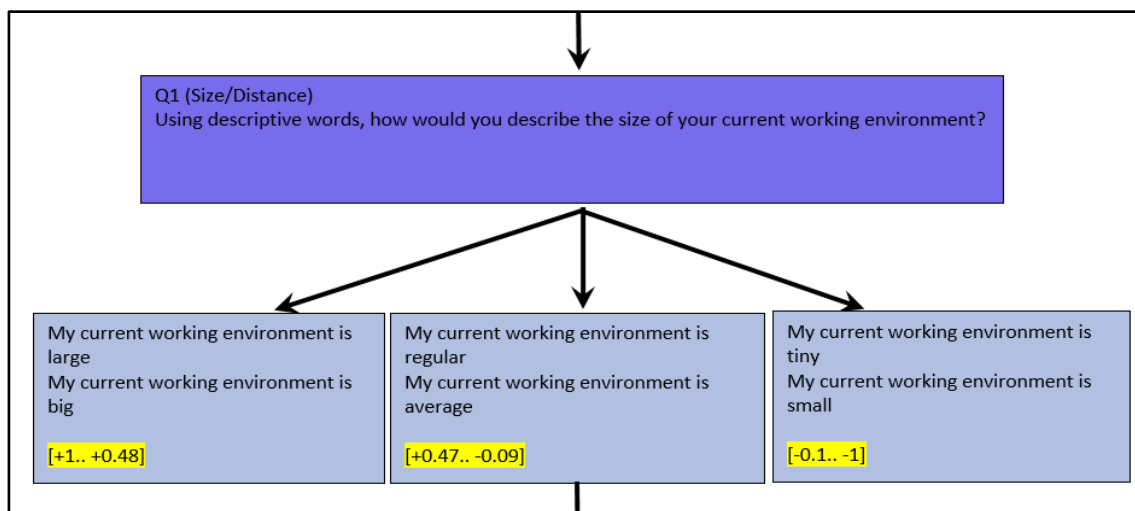 Q1 (Size/Distance)
Using descriptive words, how would you describe the size of your current working environment?
My current working environment is
large
My current working environment is
big
[+1.. +0.48]
My current working environment is
regular
My current working environment is
average
[+0.47.. -0.09]
My current working environment is
tiny
My current working environment is
small
[-0.1.. -1]